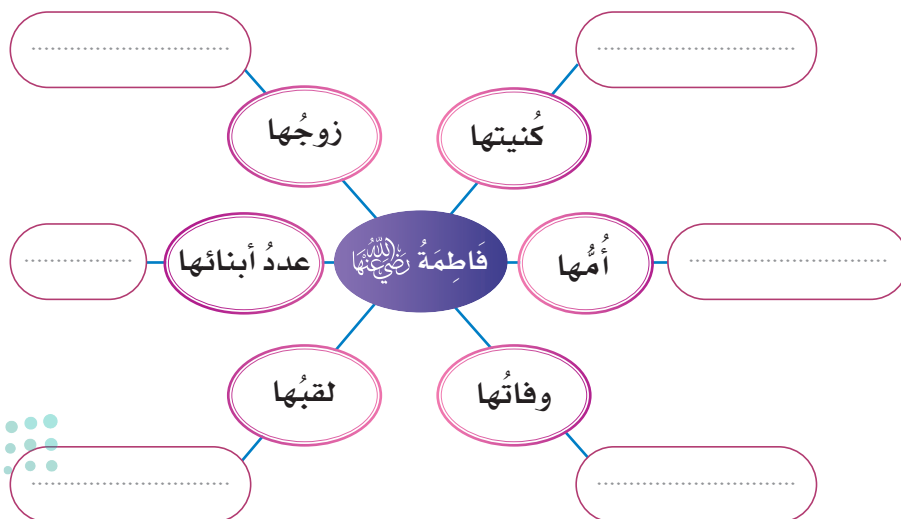 ................................
................................
كُنيتها
زوجُها
................................
أُمُّها
فَاطِمَةُ رَضِيَ اللَّهُ عَنْهَا
عددُ أبنائها
.................
وفاتُها
لقبُها
................................
................................